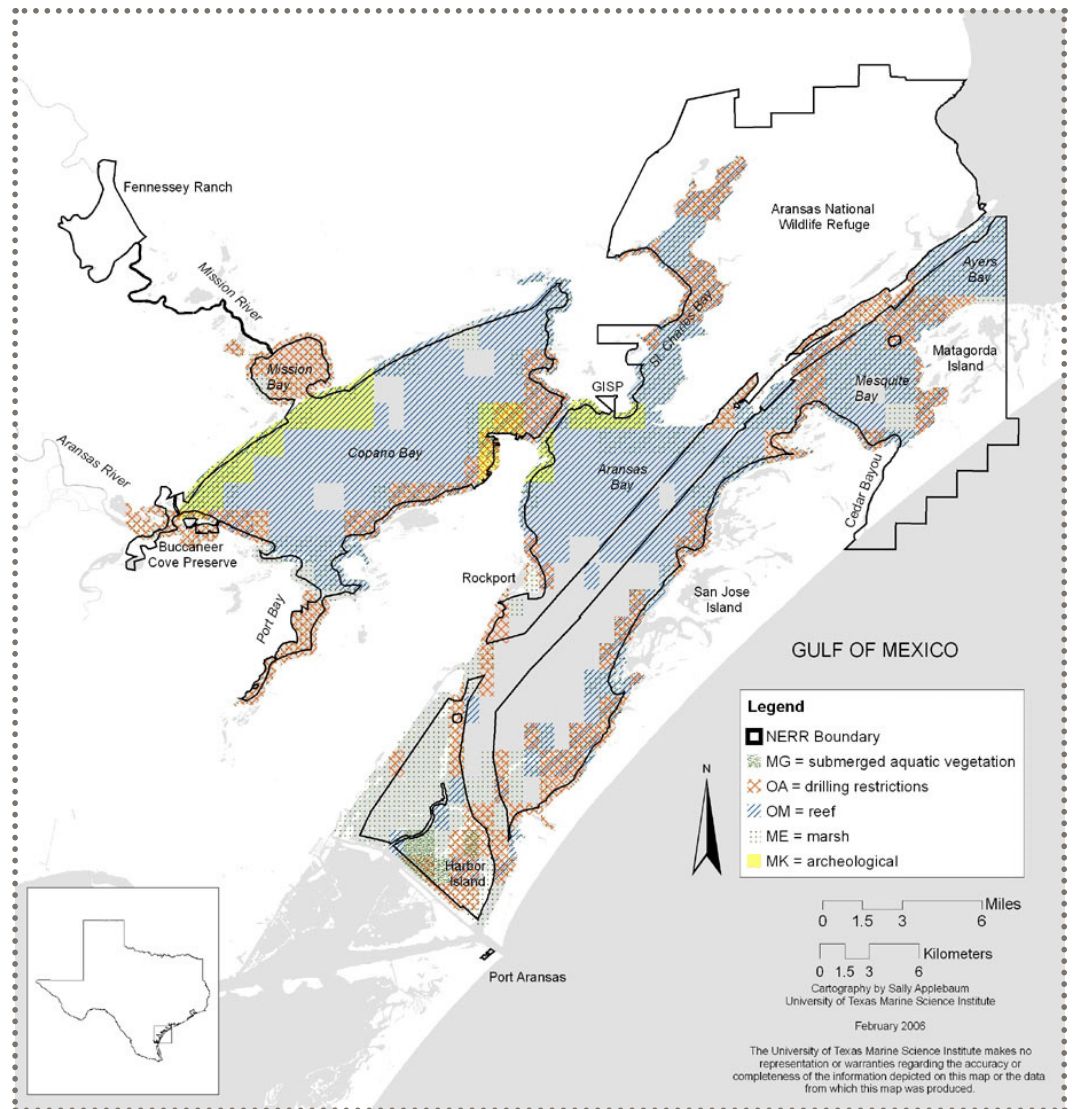 Fennessey Ranch
Mission River
Mission
Bay
Aransas River
Buccaneer
Cove Preserve
Port Bay
Copano Bay
GISP
St. Charles Bay
Aransas National
Wildlife Refuge
Ayers
Bay
Matagorda
Island
Mesquite
Bay
Cedar Bayou
Aransas
Bay
Rockport
San Jose
Island
Harbor
Island
Port Aransas
GULF OF MEXICO
Legend
NERR Boundary
MG = submerged aquatic vegetation
OA = drilling restrictions
OM = reef
ME = marsh
MK = archeological
N
Miles
0 1.5 3 6
Kilometers
0 1.5 3 6
Cartography by Sally Applebaum
University of Texas Marine Science Institute
February 2006
The University of Texas Marine Science Institute makes no
representation or warranties regarding the accuracy or
completeness of the information depicted on this map or the data
from which this map was produced.